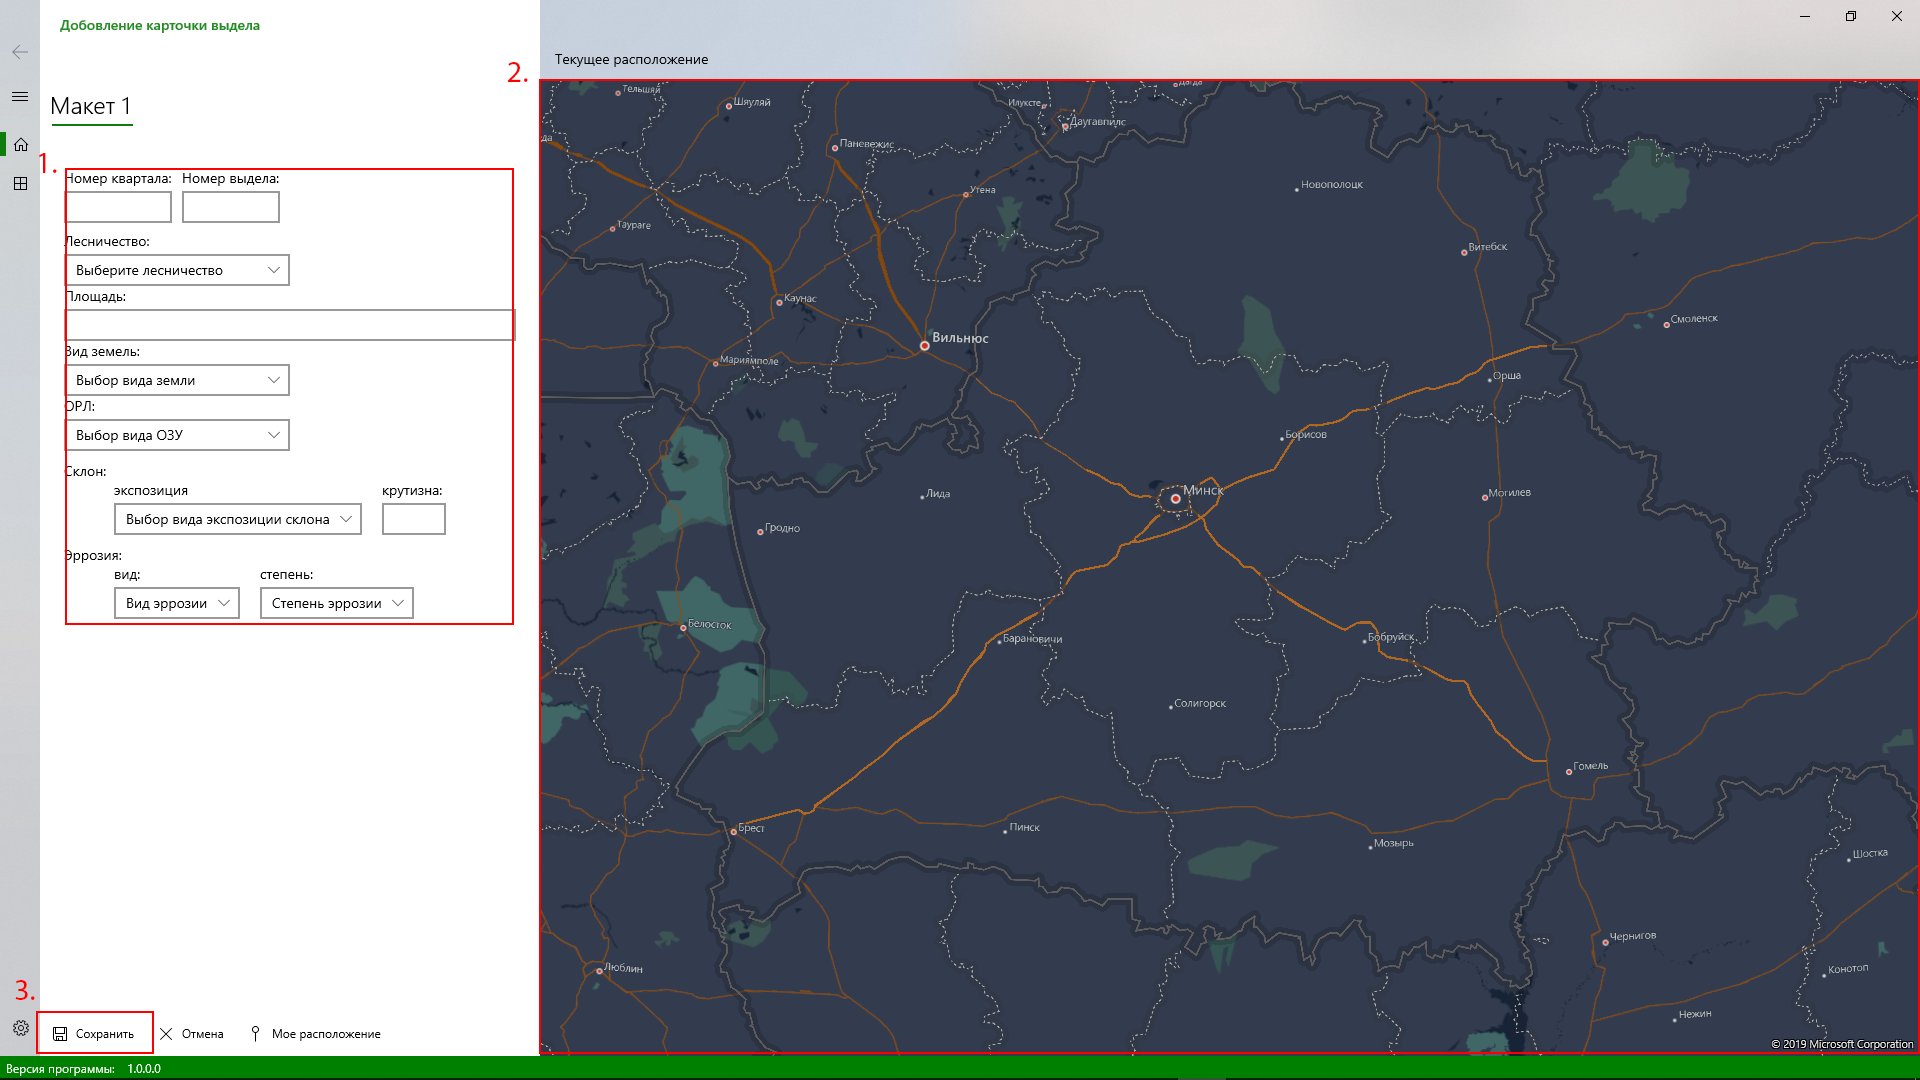 Добовление карточки выдела
Макет 1
1.
Номер квартала: Номер выдела:
Лесничество:
Выберите лесничество
Площадь:
Вид земель:
Выбор вида земли
ОРЛ:
Выбор вида ОЗУ
Склон:
экспозиция крутизна:
Выбор вида экспозиции склона
Эррозия:
вид: степень:
Вид эррозии Степень эррозии
3.
Сохранить Отмена Мое расположение
Версия программы: 1.0.0.0
2.
Текущее расположение
Тельшяй
Шяуляй
Илуксте
Дагда
Даугавпилс
да
Паневежис
Утена
Новополоцк
Таураге
Витебск
Каунас
Смоленск
Вильнюс
Мариямполе
Орша
Борисов
Лида
Минск
Могилев
Гродно
Белосток
Барановичи
Бобруйск
Солигорск
Гомель
Брест
Пинск
Мозырь
Шостка
Чернигов
Люблин
Конотоп
Нежин
© 2019 Microsoft Corporation